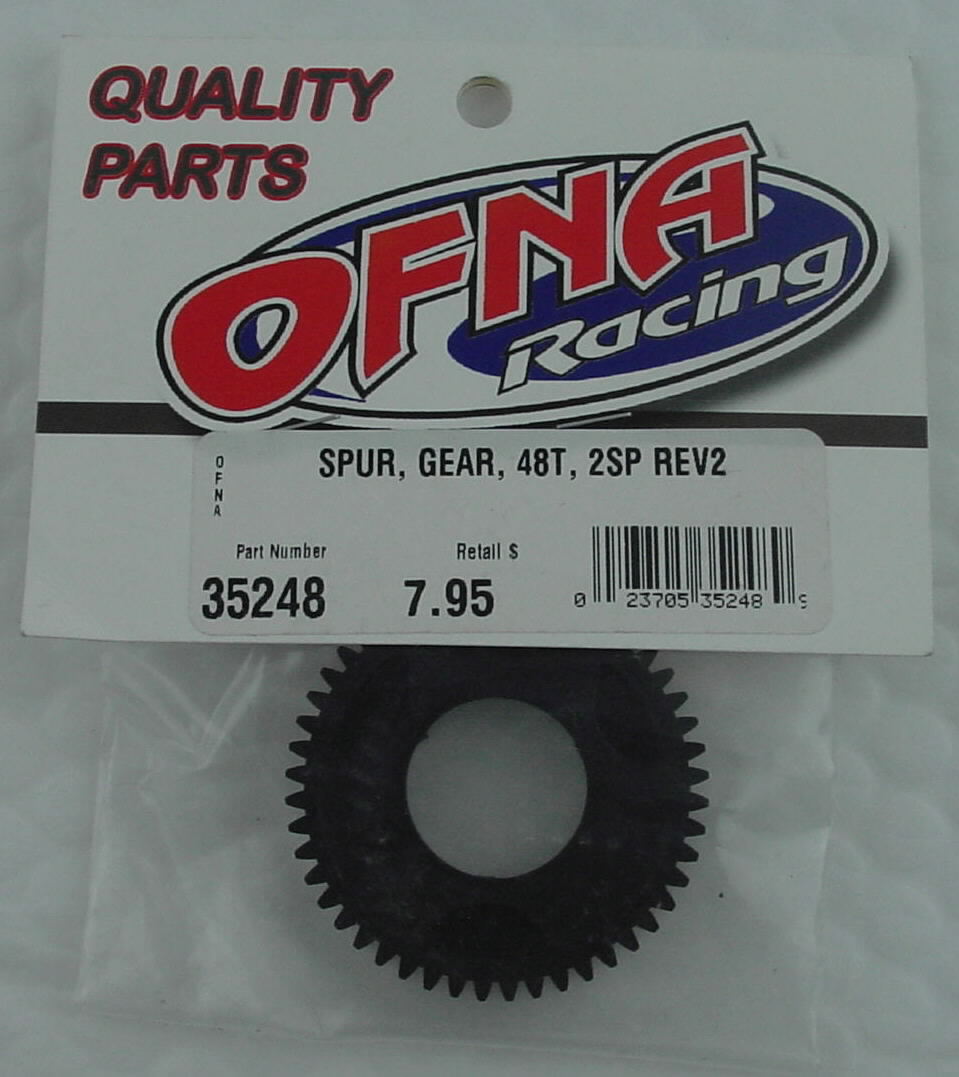 QUALITY
PARTS
OFNA
Racing
OFNA
SPUR, GEAR, 48T, 2SP REV2
Part Number
Retail $
35248
7.95
0 23705 35248 9